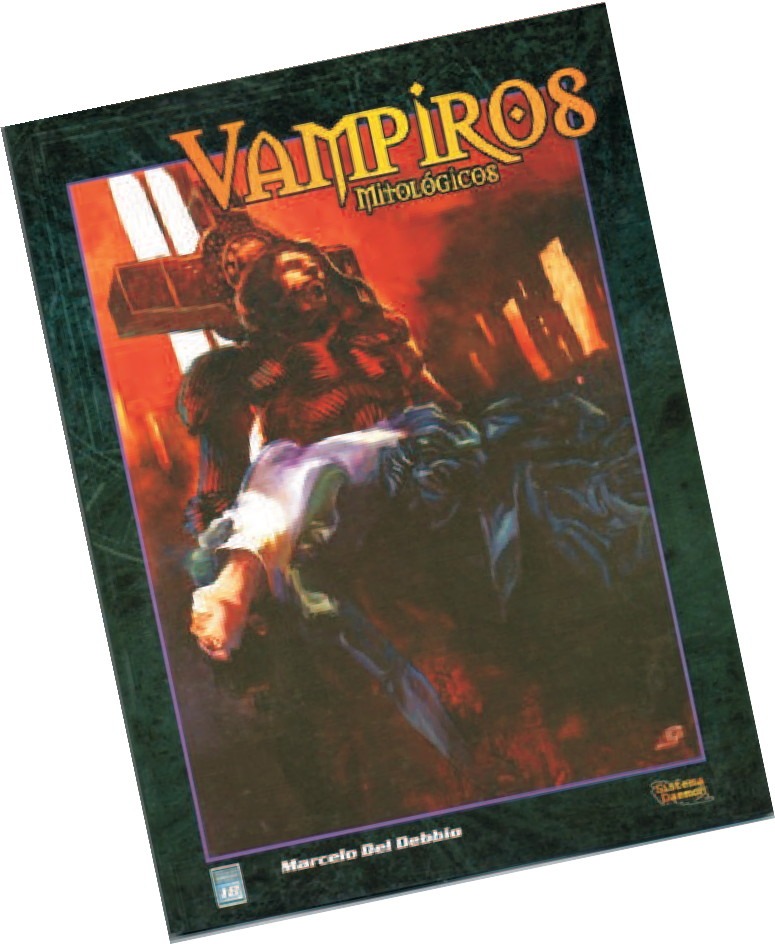 VAMPIROS
MITOLÓGICOS
Sistema
Daemon
Marcelo Del Debbio
18